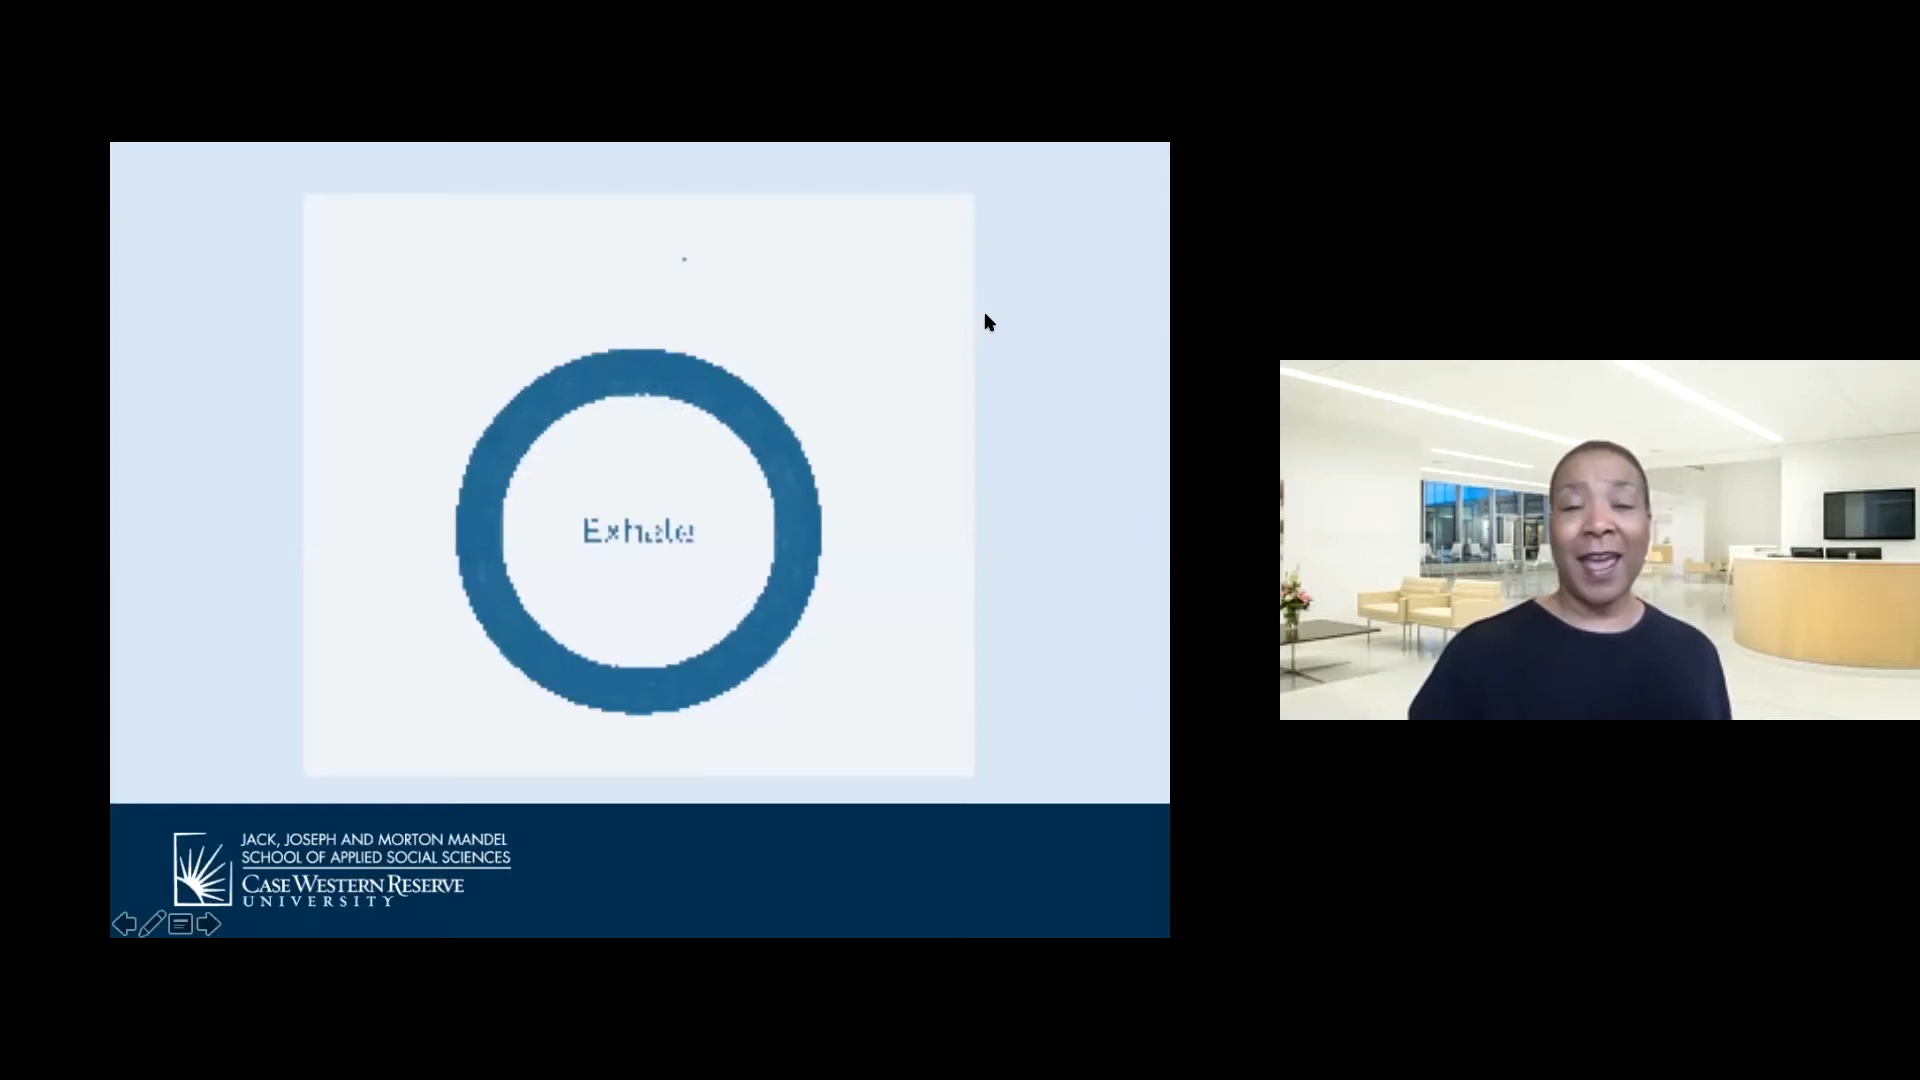 Exhale
JACK, JOSEPH AND MORTON MANDEL
SCHOOL OF APPLIED SOCIAL SCIENCES
CASE WESTERN RESERVE
UNIVERSITY